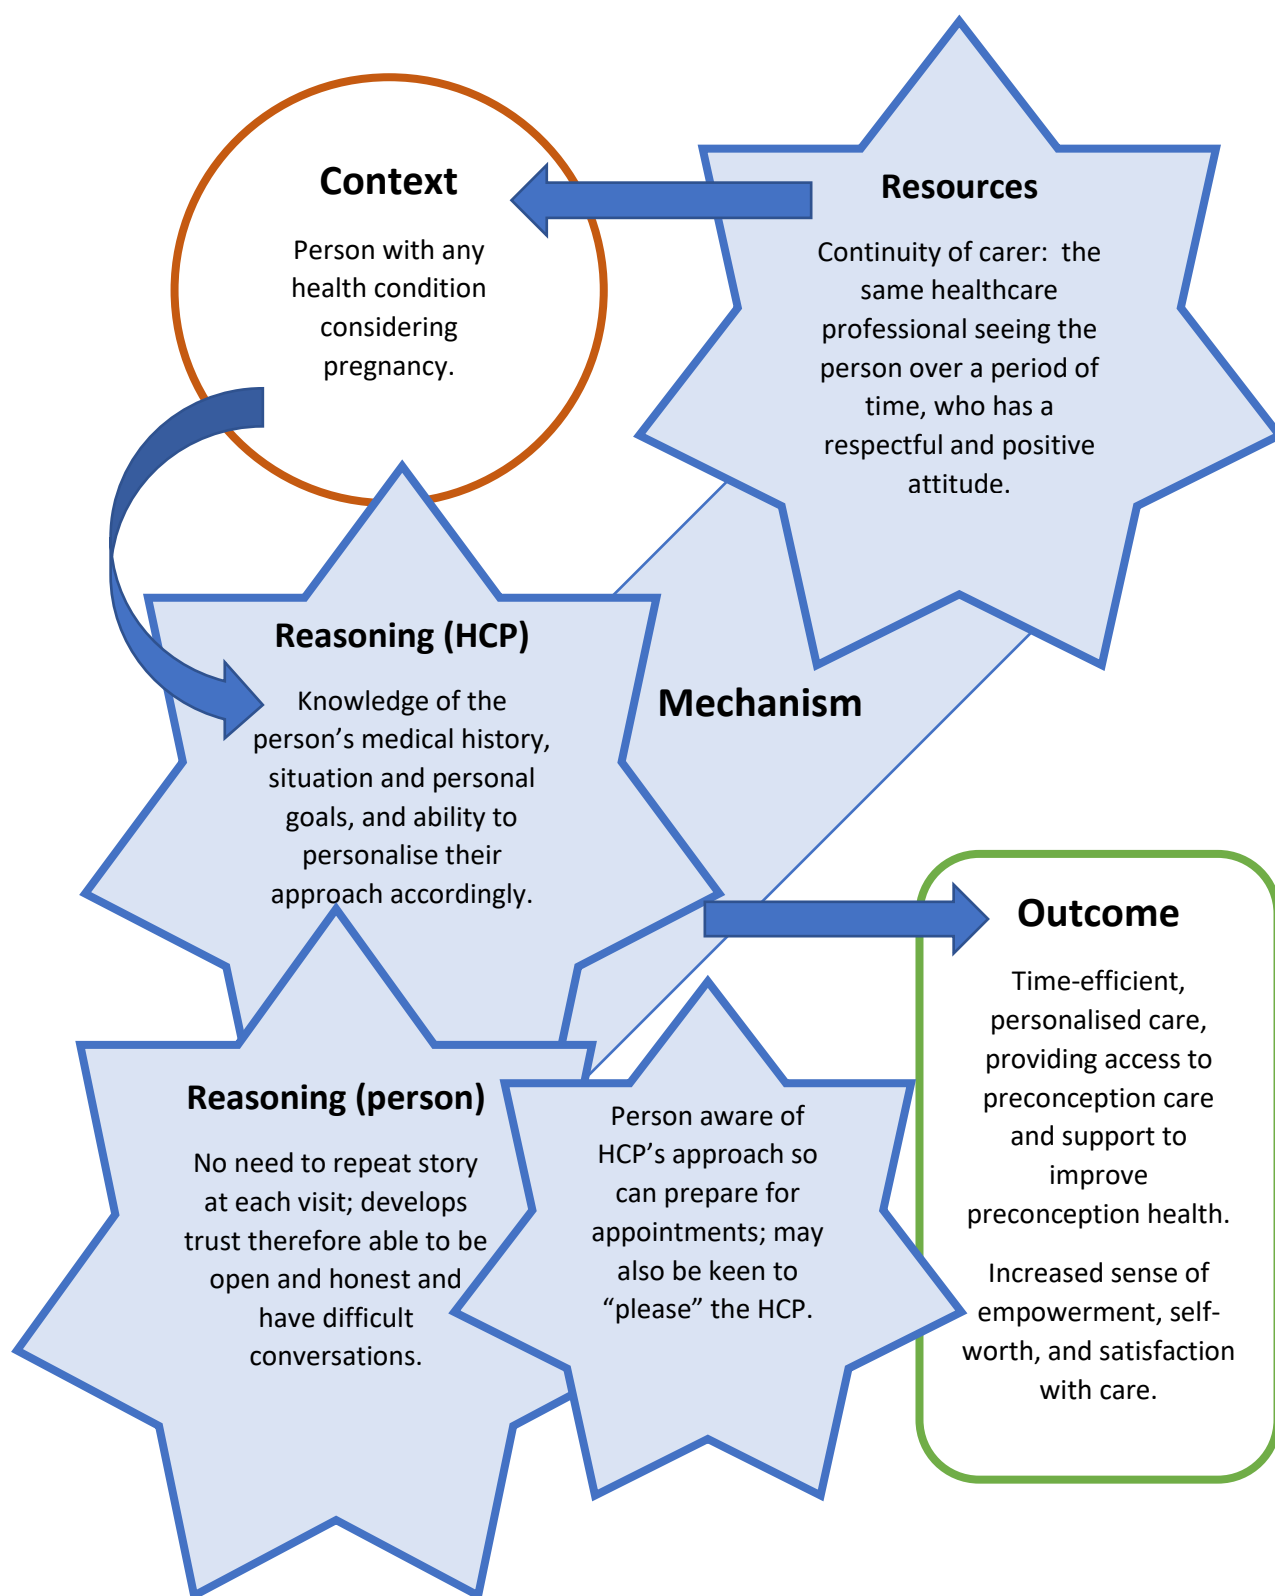 Context
Person with any
health condition
considering
pregnancy.
Resources
Continuity of carer:  the
same healthcare
professional seeing the
person over a period of
time, who has a
respectful and positive
attitude.
Reasoning (HCP)
Knowledge of the
person’s medical history,
situation and personal
goals, and ability to
personalise their
approach accordingly.
Mechanism
Reasoning (person)
No need to repeat story
at each visit; develops
trust therefore able to be
open and honest and
have difficult
conversations.
Person aware of
HCP’s approach so
can prepare for
appointments; may
also be keen to
“please” the HCP.
Outcome
Time-efficient,
personalised care,
providing access to
preconception care
and support to
improve
preconception health.
Increased sense of
empowerment, self-
worth, and satisfaction
with care.